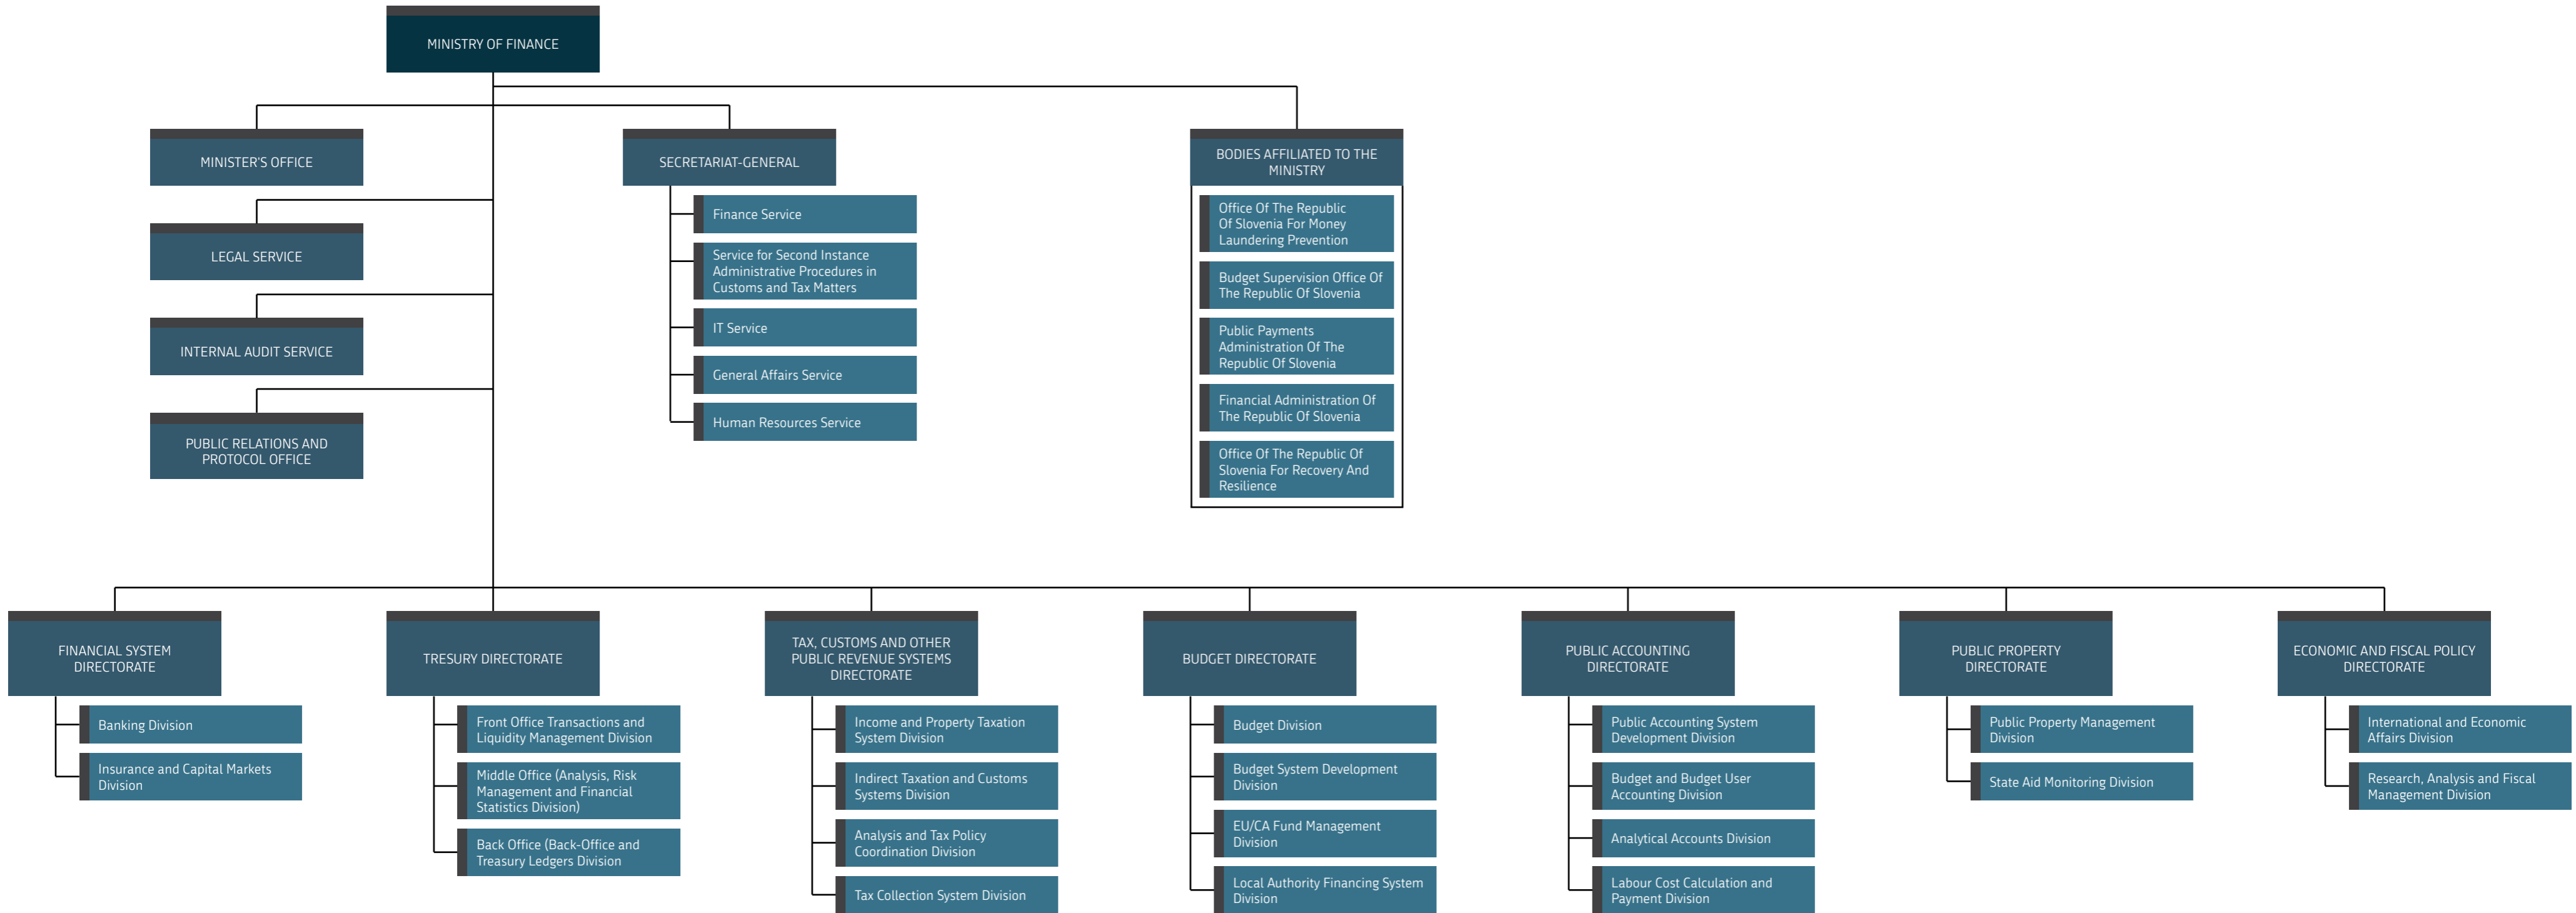 MINISTRY OF FINANCE
MINISTER'S OFFICE
LEGAL SERVICE
INTERNAL AUDIT SERVICE
PUBLIC RELATIONS AND
PROTOCOL OFFICE
SECRETARIAT-GENERAL
Finance Service
Service for Second Instance
Administrative Procedures in
Customs and Tax Matters
IT Service
General Affairs Service
Human Resources Service
BODIES AFFILIATED TO THE
MINISTRY
Office Of The Republic
Of Slovenia For Money
Laundering Prevention
Budget Supervision Office Of
The Republic Of Slovenia
Public Payments
Administration Of The
Republic Of Slovenia
Financial Administration Of
The Republic Of Slovenia
Office Of The Republic Of
Slovenia For Recovery And
Resilience
FINANCIAL SYSTEM
DIRECTORATE
Banking Division
Insurance and Capital Markets
Division
TRESURY DIRECTORATE
Front Office Transactions and
Liquidity Management Division
Middle Office (Analysis, Risk
Management and Financial
Statistics Division)
Back Office (Back-Office and
Treasury Ledgers Division
TAX, CUSTOMS AND OTHER
PUBLIC REVENUE SYSTEMS
DIRECTORATE
Income and Property Taxation
System Division
Indirect Taxation and Customs
Systems Division
Analysis and Tax Policy
Coordination Division
Tax Collection System Division
BUDGET DIRECTORATE
Budget Division
Budget System Development
Division
EU/CA Fund Management
Division
Local Authority Financing System
Division
PUBLIC ACCOUNTING
DIRECTORATE
Public Accounting System
Development Division
Budget and Budget User
Accounting Division
Analytical Accounts Division
Labour Cost Calculation and
Payment Division
PUBLIC PROPERTY
DIRECTORATE
Public Property Management
Division
State Aid Monitoring Division
ECONOMIC AND FISCAL POLICY
DIRECTORATE
International and Economic
Affairs Division
Research, Analysis and Fiscal
Management Division